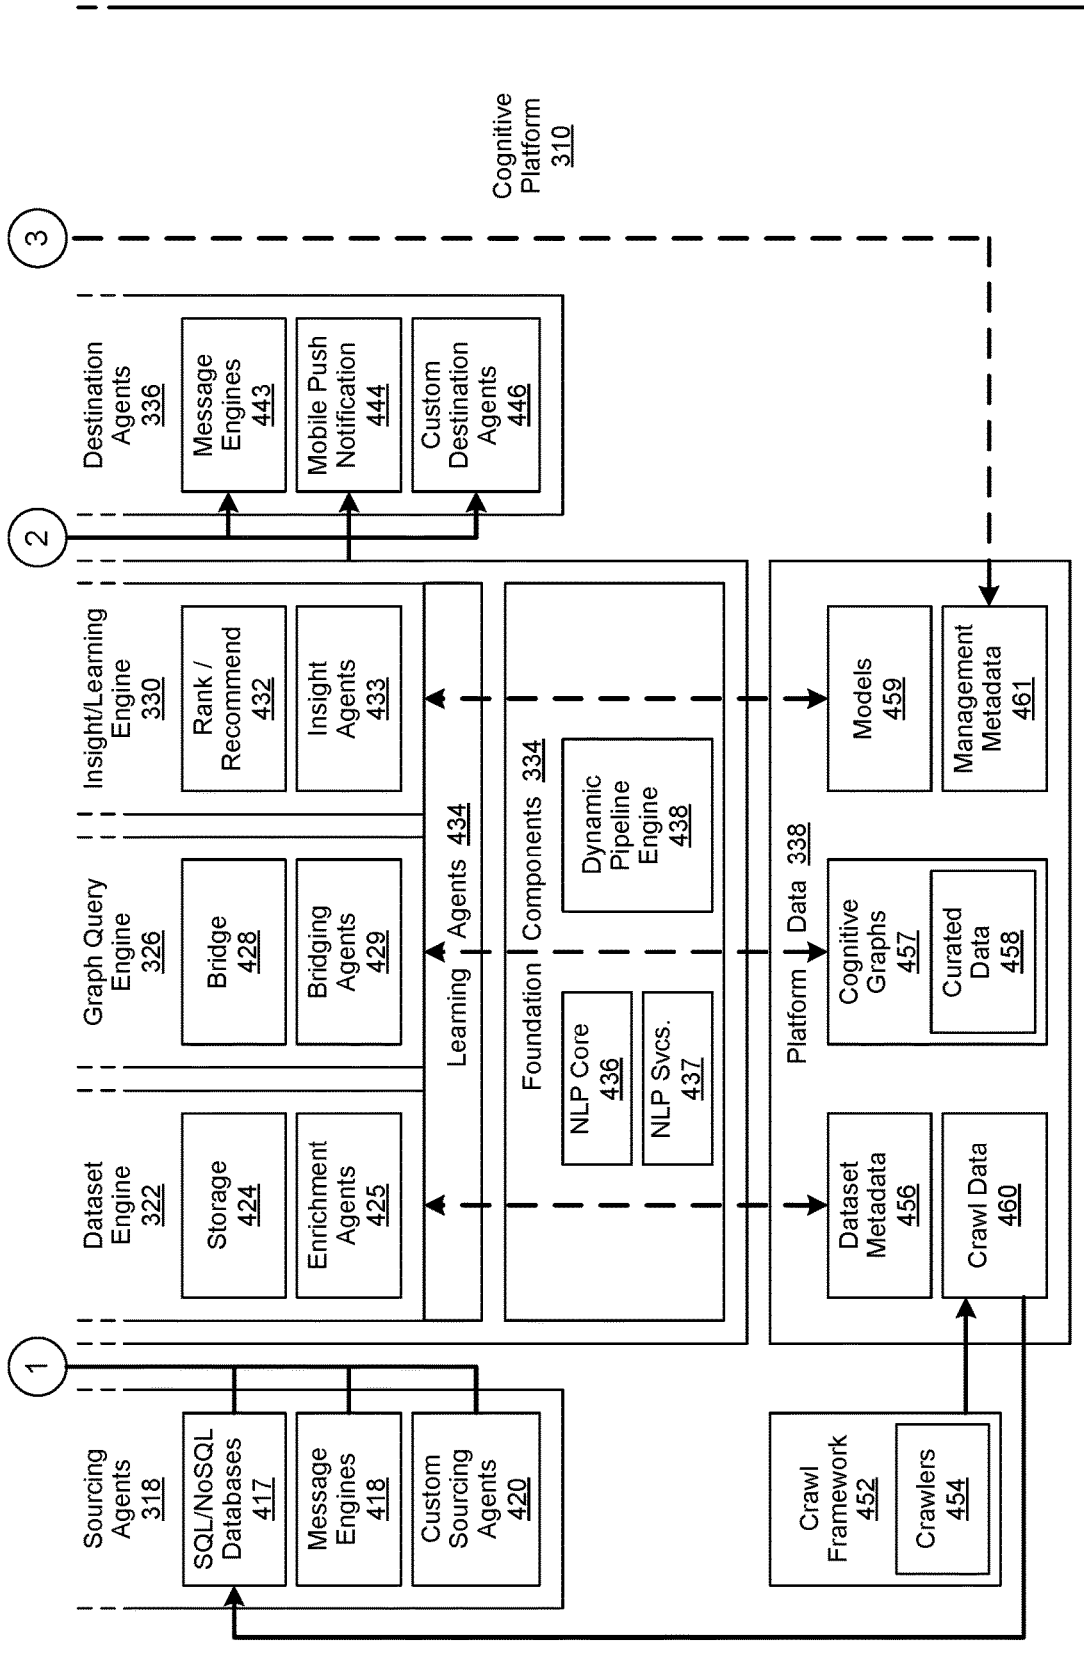 1
2
3
Sourcing
Agents
318
SQL/NoSQL
Databases
417
Message
Engines
418
Custom
Sourcing
Agents
420
Dataset
Engine
322
Storage
424
Enrichment
Agents
425
Graph Query
Engine
326
Bridge
428
Bridging
Agents
429
Insight/Learning
Engine
330
Rank /
Recommend
432
Insight
Agents
433
Learning Agents 434
Foundation Components 334
NLP Core
436
NLP Svcs.
437
Dynamic
Pipeline
Engine
438
Destination
Agents
336
Message
Engines
443
Mobile Push
Notification
444
Custom
Destination
Agents
446
Cognitive
Platform
310
Crawl
Framework
452
Crawlers
454
Platform Data 338
Dataset
Metadata
456
Crawl Data
460
Cognitive
Graphs
457
Curated
Data
458
Models
459
Management
Metadata
461